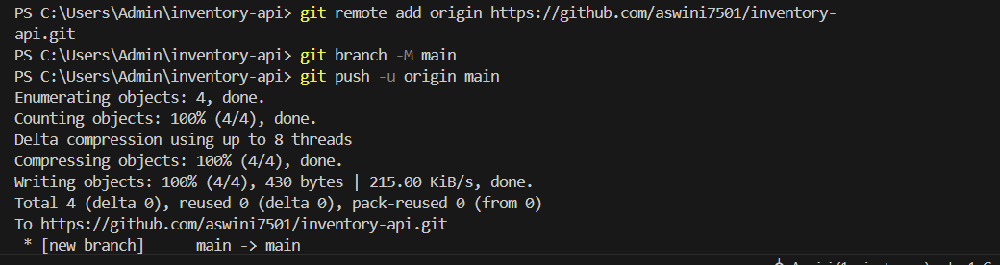 PS C:\Users\Admin\inventory-api> git remote add origin https://github.com/aswini7501/inventory-
api.git
PS C:\Users\Admin\inventory-api> git branch -M main
PS C:\Users\Admin\inventory-api> git push -u origin main
Enumerating objects: 4, done.
Counting objects: 100% (4/4), done.
Delta compression using up to 8 threads
Compressing objects: 100% (4/4), done.
Writing objects: 100% (4/4), 430 bytes | 215.00 KiB/s, done.
Total 4 (delta 0), reused 0 (delta 0), pack-reused 0 (from 0)
To https://github.com/aswini7501/inventory-api.git
 * [new branch]      main -> main